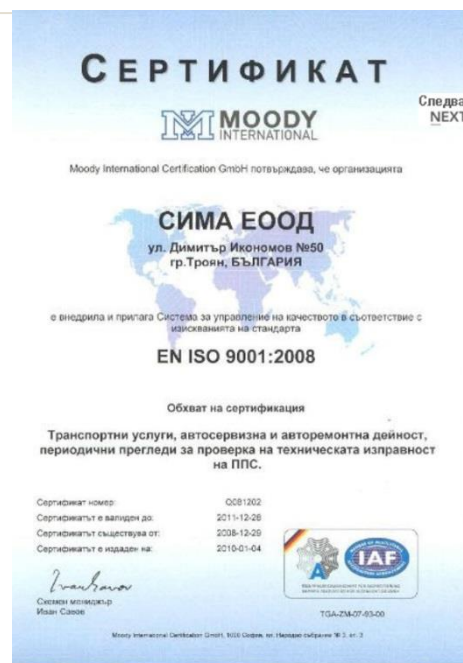 СЕРТИФИКАТ
Следва
NEXT
MOODY
INTERNATIONAL
Moody International Certification GmbH потвърждава, че организацията
СИМА ЕООД
ул. Димитър Икономов №50
гр.Троян, БЪЛГАРИЯ
е внедрила и прилага Система за управление на качеството в съответствие с
изискванията на стандарта
EN ISO 9001:2008
Обхват на сертификация
Транспортни услуги, автосервизна и авторемонтна дейност,
периодични прегледи за проверка на техническата изправност
на ППС.
Сертификат номер: Q081202
Сертификатът е валиден до: 2011-12-28
Сертификатът съществува от: 2008-12-29
Сертификатът е издаден на: 2010-01-04
IAF
A
Схемен мениджър
Иван Савов
TGA-ZM-07-93-00
Moody International Certification GmbH, 1000 София, пл. Народно събрание № 3, ет. 3